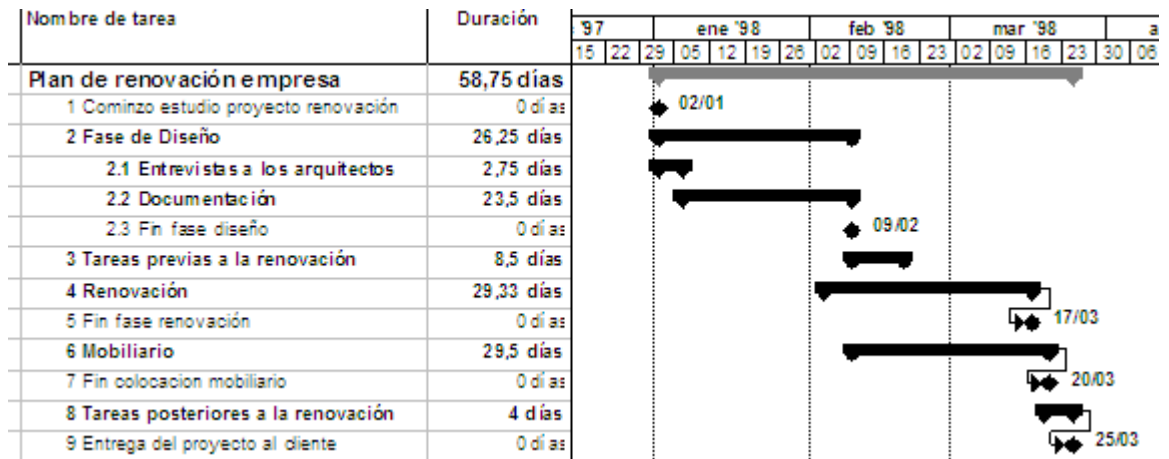 Nombre de tarea Duración '97 ene '98 feb '98 mar '98 a
15 22 29 05 12 19 26 02 09 16 23 02 09 16 23 30 06
Plan de renovación empresa 58,75 días
1 Cominzo estudio proyecto renovación 0 días 02/01
2 Fase de Diseño 26,25 días
2.1 Entrevistas a los arquitectos 2,75 días
2.2 Documentación 23,5 días
2.3 Fin fase diseño 0 días 09/02
3 Tareas previas a la renovación 8,5 días
4 Renovación 29,33 días
5 Fin fase renovación 0 días 17/03
6 Mobiliario 29,5 días
7 Fin colocacion mobiliario 0 días 20/03
8 Tareas posteriores a la renovación 4 días
9 Entrega del proyecto al cliente 0 días 25/03